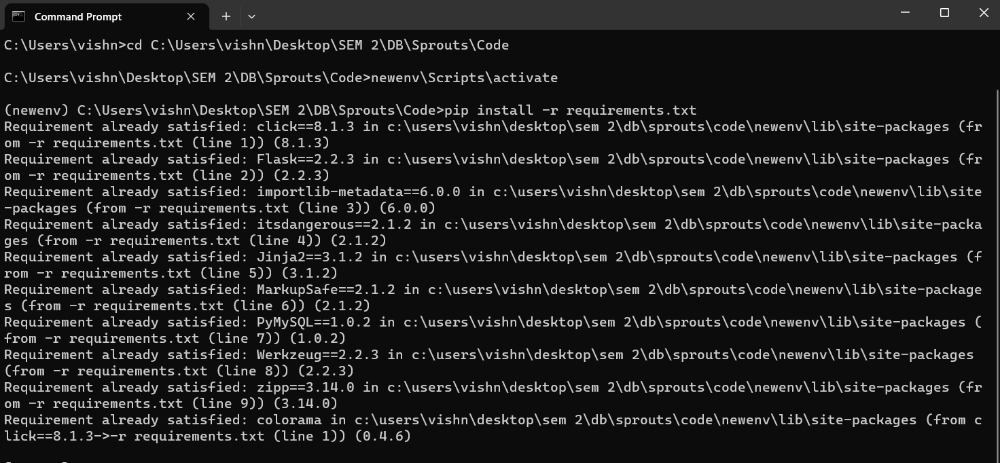 Command Prompt
C:\Users\vishn>cd C:\Users\vishn\Desktop\SEM 2\DB\Sprouts\Code
C:\Users\vishn\Desktop\SEM 2\DB\Sprouts\Code>newenv\Scripts\activate
(newenv) C:\Users\vishn\Desktop\SEM 2\DB\Sprouts\Code>pip install -r requirements.txt
Requirement already satisfied: click==8.1.3 in c:\users\vishn\desktop\sem 2\db\sprouts\code\newenv\lib\site-packages (fr
om -r requirements.txt (line 1)) (8.1.3)
Requirement already satisfied: Flask==2.2.3 in c:\users\vishn\desktop\sem 2\db\sprouts\code\newenv\lib\site-packages (fr
om -r requirements.txt (line 2)) (2.2.3)
Requirement already satisfied: importlib-metadata==6.0.0 in c:\users\vishn\desktop\sem 2\db\sprouts\code\newenv\lib\site
-packages (from -r requirements.txt (line 3)) (6.0.0)
Requirement already satisfied: itsdangerous==2.1.2 in c:\users\vishn\desktop\sem 2\db\sprouts\code\newenv\lib\site-packa
ges (from -r requirements.txt (line 4)) (2.1.2)
Requirement already satisfied: Jinja2==3.1.2 in c:\users\vishn\desktop\sem 2\db\sprouts\code\newenv\lib\site-packages (f
rom -r requirements.txt (line 5)) (3.1.2)
Requirement already satisfied: MarkupSafe==2.1.2 in c:\users\vishn\desktop\sem 2\db\sprouts\code\newenv\lib\site-package
s (from -r requirements.txt (line 6)) (2.1.2)
Requirement already satisfied: PyMySQL==1.0.2 in c:\users\vishn\desktop\sem 2\db\sprouts\code\newenv\lib\site-packages (
from -r requirements.txt (line 7)) (1.0.2)
Requirement already satisfied: Werkzeug==2.2.3 in c:\users\vishn\desktop\sem 2\db\sprouts\code\newenv\lib\site-packages
(from -r requirements.txt (line 8)) (2.2.3)
Requirement already satisfied: zipp==3.14.0 in c:\users\vishn\desktop\sem 2\db\sprouts\code\newenv\lib\site-packages (fr
om -r requirements.txt (line 9)) (3.14.0)
Requirement already satisfied: colorama in c:\users\vishn\desktop\sem 2\db\sprouts\code\newenv\lib\site-packages (from c
lick==8.1.3->-r requirements.txt (line 1)) (0.4.6)